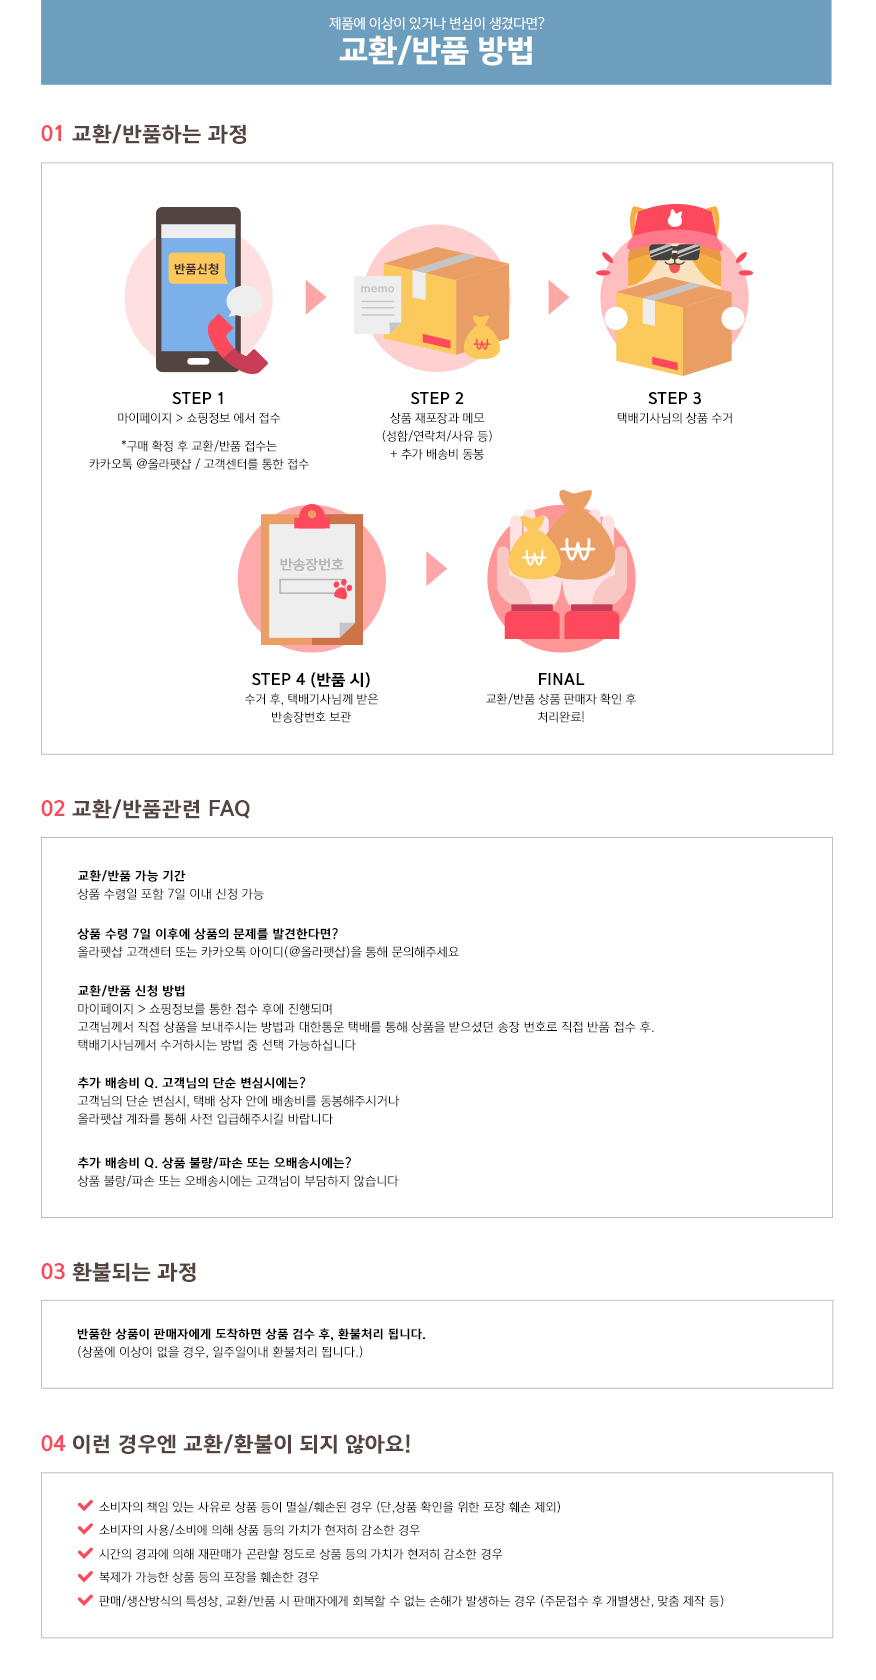 제품에 이상이 있거나 변심이 생겼다면?
교환/반품 방법
01 교환/반품하는 과정
반품신청
memo
STEP 1
마이페이지 > 쇼핑정보 에서 접수
*구매 확정 후 교환/반품 접수는
카카오톡 @올라펫샵 / 고객센터를 통한 접수
STEP 2
상품 재포장과 메모
(성함/연락처/사유 등)
+ 추가 배송비 동봉
STEP 3
택배기사님의 상품 수거
반송장번호
STEP 4 (반품 시)
수거 후, 택배기사님께 받은
반송장번호 보관
FINAL
교환/반품 상품 판매자 확인 후
처리완료!
02 교환/반품관련 FAQ
교환/반품 가능 기간
상품 수령일 포함 7일 이내 신청 가능
상품 수령 7일 이후에 상품의 문제를 발견한다면?
올라펫샵 고객센터 또는 카카오톡 아이디(@올라펫샵)을 통해 문의해주세요
교환/반품 신청 방법
마이페이지 > 쇼핑정보를 통한 접수 후에 진행되며
고객님께서 직접 상품을 보내주시는 방법과 대한통운 택배를 통해 상품을 받으셨던 송장 번호로 직접 반품 접수 후.
택배기사님께서 수거하시는 방법 중 선택 가능하십니다
추가 배송비 Q. 고객님의 단순 변심시에는?
고객님의 단순 변심시, 택배 상자 안에 배송비를 동봉해주시거나
올라펫샵 계좌를 통해 사전 입급해주시길 바랍니다
추가 배송비 Q. 상품 불량/파손 또는 오배송시에는?
상품 불량/파손 또는 오배송시에는 고객님이 부담하지 않습니다
03 환불되는 과정
반품한 상품이 판매자에게 도착하면 상품 검수 후, 환불처리 됩니다.
(상품에 이상이 없을 경우, 일주일이내 환불처리 됩니다.)
04 이런 경우엔 교환/환불이 되지 않아요!
소비자의 책임 있는 사유로 상품 등이 멸실/훼손된 경우 (단,상품 확인을 위한 포장 훼손 제외)
소비자의 사용/소비에 의해 상품 등의 가치가 현저히 감소한 경우
시간의 경과에 의해 재판매가 곤란할 정도로 상품 등의 가치가 현저히 감소한 경우
복제가 가능한 상품 등의 포장을 훼손한 경우
판매/생산방식의 특성상, 교환/반품 시 판매자에게 회복할 수 없는 손해가 발생하는 경우 (주문접수 후 개별생산, 맞춤 제작 등)